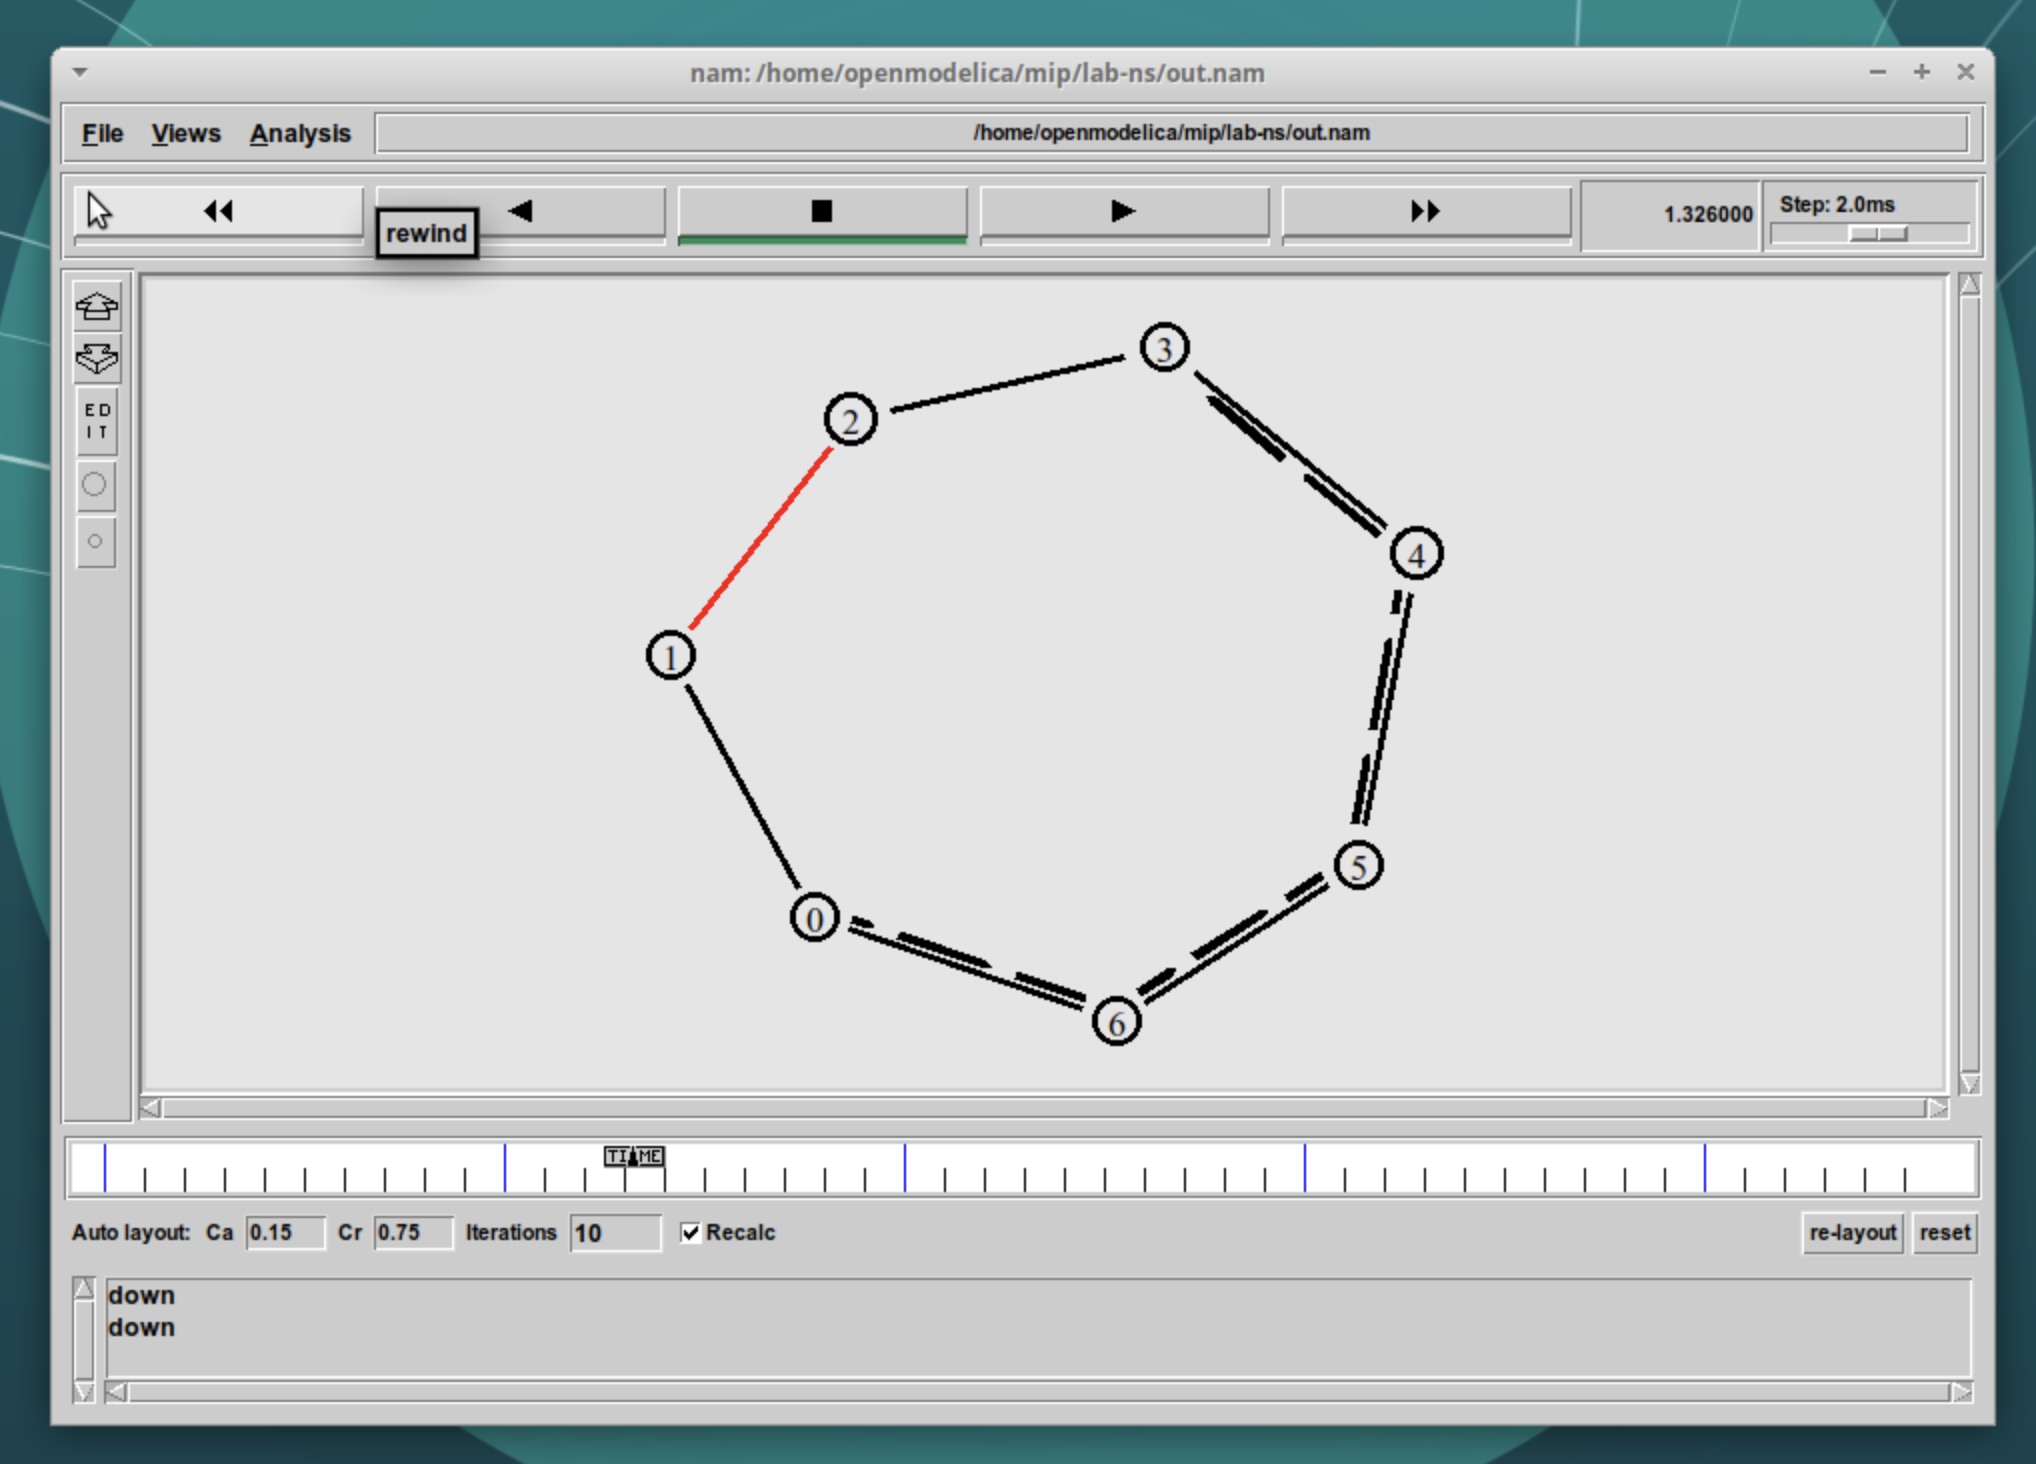 nam: /home/openmodelica/mip/lab-ns/out.nam
File Views Analysis /home/openmodelica/mip/lab-ns/out.nam
1.326000 Step: 2.0ms
rewind
ED
IT
3
2
4
1
5
0
6
TIME
Auto layout: Ca 0.15 Cr 0.75 Iterations 10 Recalc re-layout reset
down
down